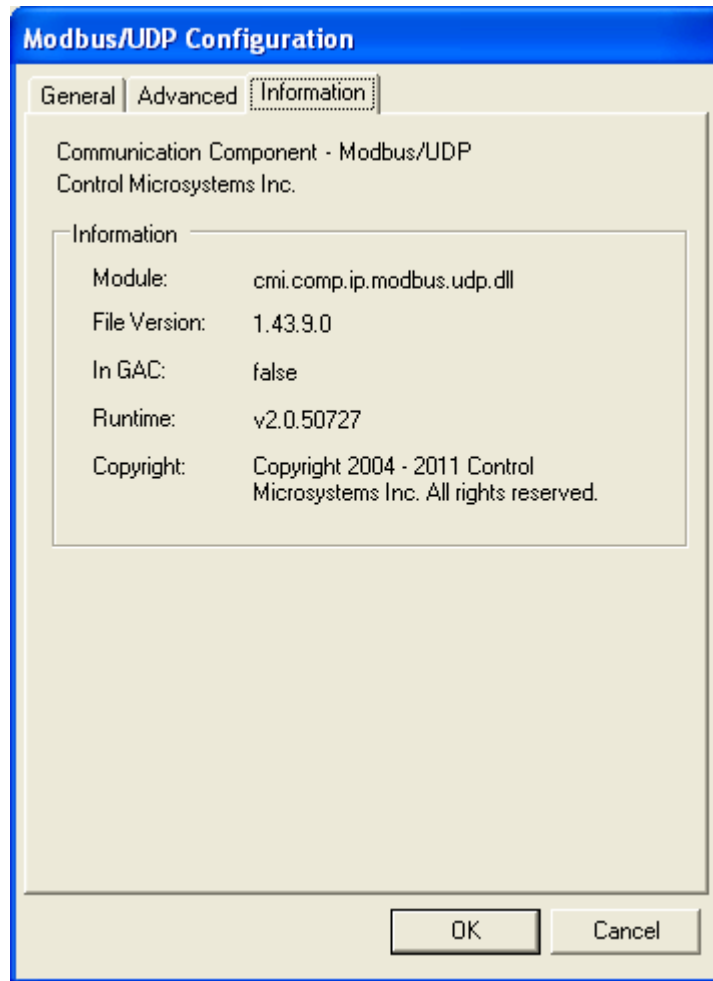 Modbus/UDP Configuration
General Advanced Information
Communication Component - Modbus/UDP
Control Microsystems Inc.
Information
Module: cmi.comp.ip.modbus.udp.dll
File Version: 1.43.9.0
In GAC: false
Runtime: v2.0.50727
Copyright: Copyright 2004 - 2011 Control
Microsystems Inc. All rights reserved.
OK Cancel